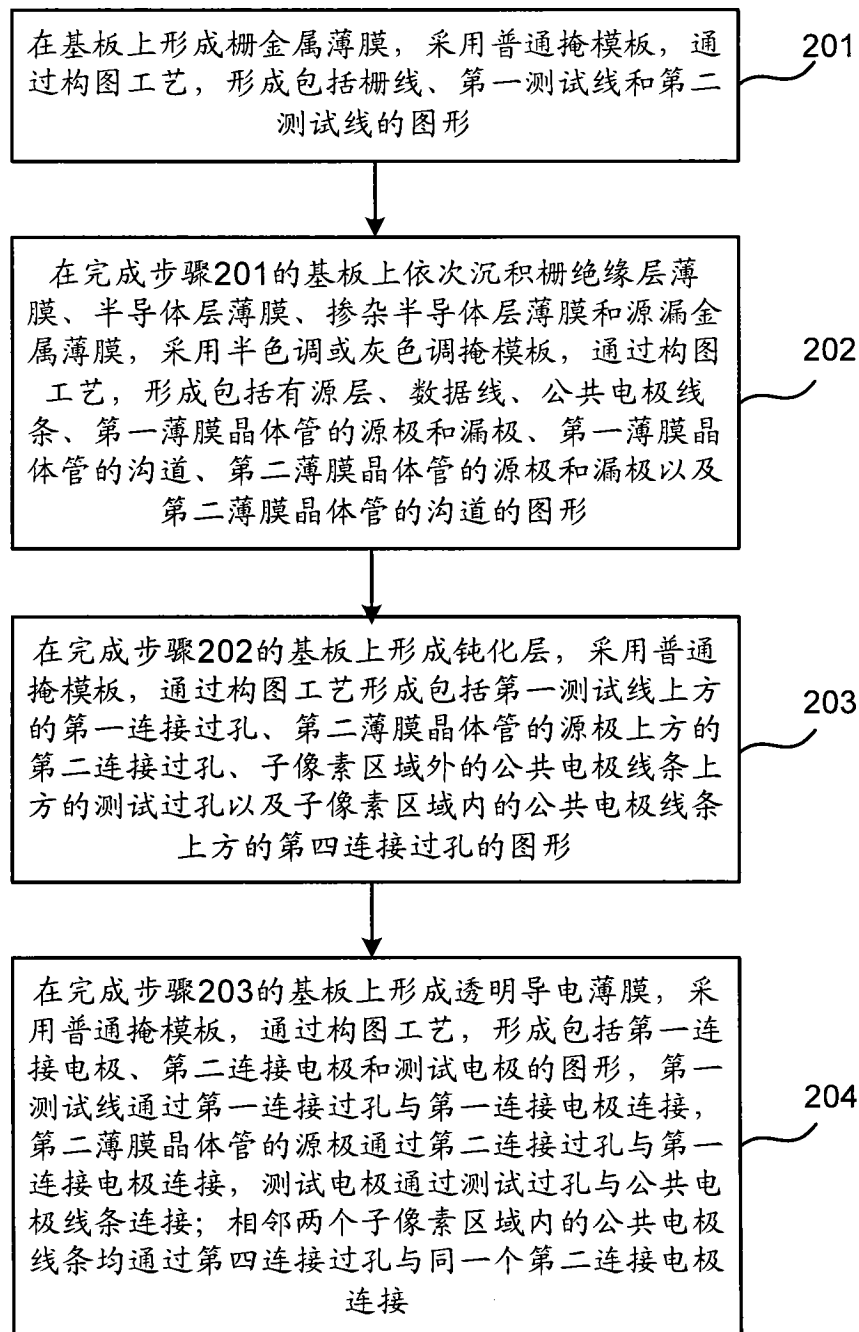 在基板上形成栅金属薄膜，采用普通掩模板，通
过构图工艺，形成包括栅线、第一测试线和第二
测试线的图形
201
在完成步骤201的基板上依次沉积栅绝缘层薄
膜、半导体层薄膜、掺杂半导体层薄膜和源漏金
属薄膜，采用半色调或灰色调掩模板，通过构图
工艺，形成包括有源层、数据线、公共电极线
条、第一薄膜晶体管的源极和漏极、第一薄膜晶
体管的沟道、第二薄膜晶体管的源极和漏极以及
第二薄膜晶体管的沟道的图形
202
在完成步骤202的基板上形成钝化层，采用普通
掩模板，通过构图工艺形成包括第一测试线上方
的第一连接过孔、第二薄膜晶体管的源极上方的
第二连接过孔、子像素区域外的公共电极线条上
方的测试过孔以及子像素区域内的公共电极线条
上方的第四连接过孔的图形
203
在完成步骤203的基板上形成透明导电薄膜，采
用普通掩模板，通过构图工艺，形成包括第一连
接电极、第二连接电极和测试电极的图形，第一
测试线通过第一连接过孔与第一连接电极连接，
第二薄膜晶体管的源极通过第二连接过孔与第一
连接电极连接，测试电极通过测试过孔与公共电
极线条连接；相邻两个子像素区域内的公共电极
线条均通过第四连接过孔与同一个第二连接电极
连接
204